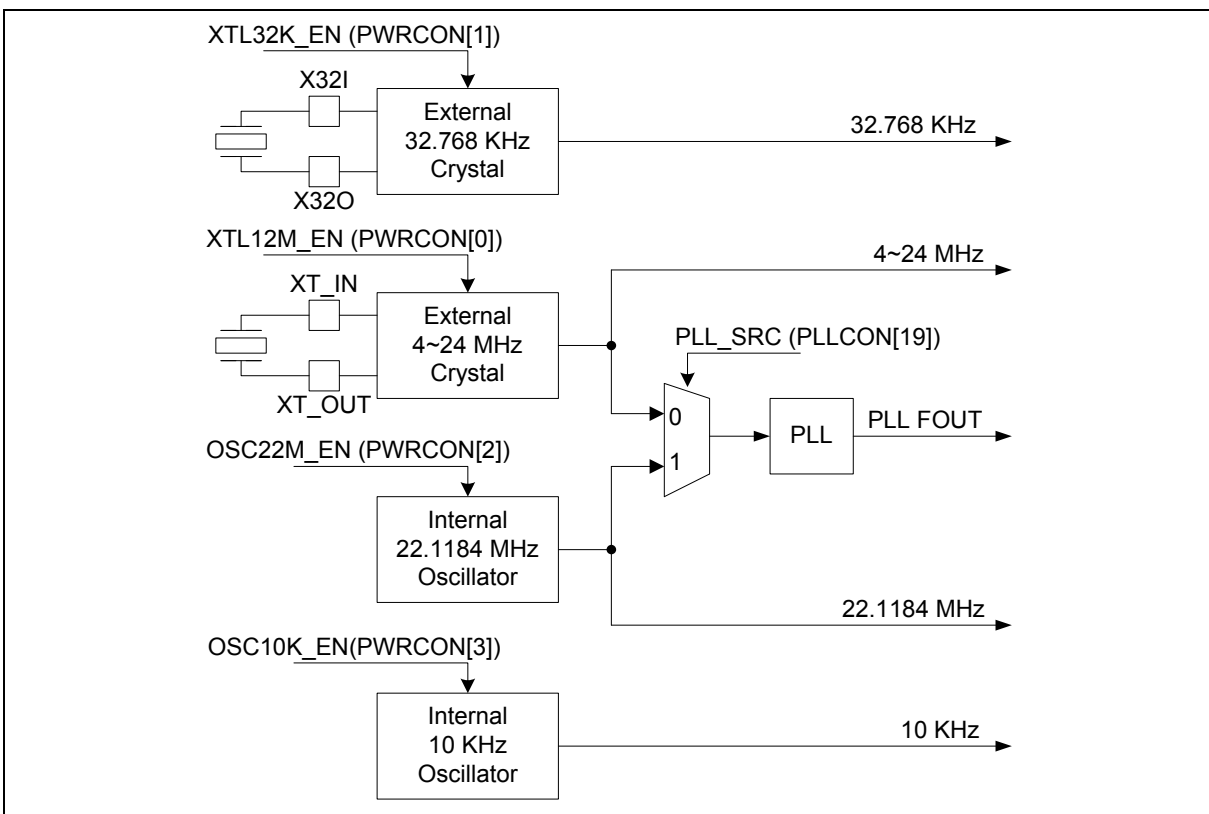 XTL32K_EN (PWRCON[1])
X32I
External
32.768 KHz
Crystal
32.768 KHz
X32O
XTL12M_EN (PWRCON[0])
4~24 MHz
XT_IN
External
4~24 MHz
Crystal
PLL_SRC (PLLCON[19])
XT_OUT
0
1
PLL
PLL FOUT
OSC22M_EN (PWRCON[2])
Internal
22.1184 MHz
Oscillator
22.1184 MHz
OSC10K_EN(PWRCON[3])
Internal
10 KHz
Oscillator
10 KHz